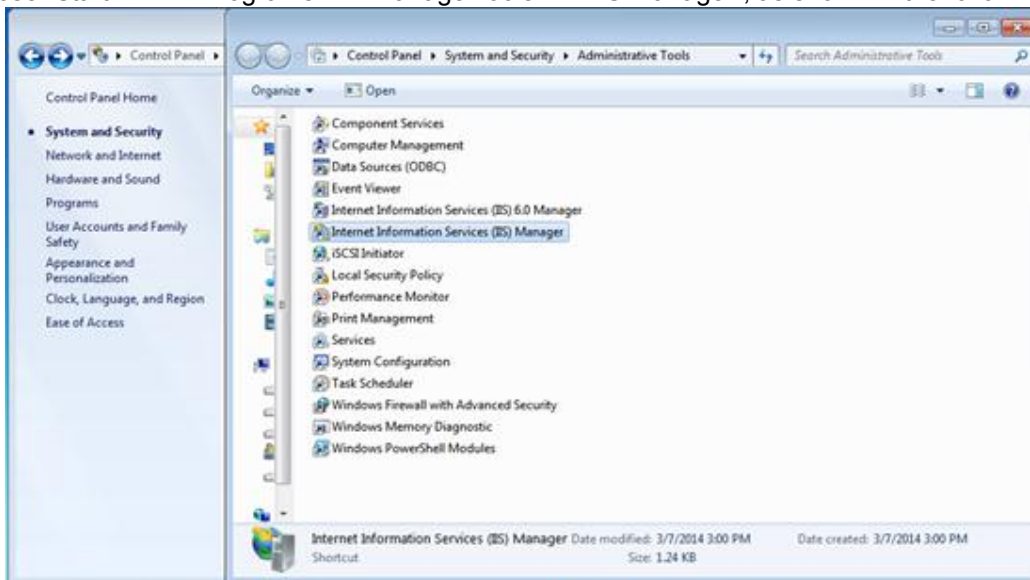 Control Panel
Control Panel Home
System and Security
Network and Internet
Hardware and Sound
Programs
User Accounts and Family
Safety
Appearance and
Personalization
Clock, Language, and Region
Ease of Access
Control Panel System and Security Administrative Tools
Search Administrative Tools
Organize Open
Component Services
Computer Management
Data Sources (ODBC)
Event Viewer
Internet Information Services (IIS) 6.0 Manager
Internet Information Services (IIS) Manager
iSCSI Initiator
Local Security Policy
Performance Monitor
Print Management
Services
System Configuration
Task Scheduler
Windows Firewall with Advanced Security
Windows Memory Diagnostic
Windows PowerShell Modules
Internet Information Services (IIS) Manager Date modified: 3/7/2014 3:00 PM Date created: 3/7/2014 3:00 PM
Shortcut Size: 1.24 KB